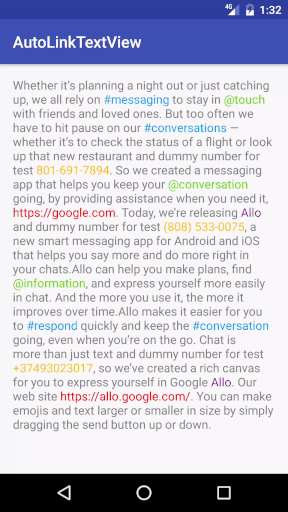 4G 1:32
AutoLinkTextView
Whether it's planning a night out or just catching
up, we all rely on #messaging to stay in @touch
with friends and loved ones. But too often we
have to hit pause on our #conversations —
whether it's to check the status of a flight or look
up that new restaurant and dummy number for
test 801-691-7894. So we created a messaging
app that helps you keep your @conversation
going, by providing assistance when you need it,
https://google.com. Today, we're releasing Allo
and dummy number for test (808) 533-0075, a
new smart messaging app for Android and iOS
that helps you say more and do more right in
your chats.Allo can help you make plans, find
@information, and express yourself more easily
in chat. And the more you use it, the more it
improves over time.Allo makes it easier for you
to #respond quickly and keep the #conversation
going, even when you're on the go. Chat is
more than just text and dummy number for test
+37493023017, so we've created a rich canvas
for you to express yourself in Google Allo. Our
web site https://allo.google.com/. You can make
emojis and text larger or smaller in size by simply
dragging the send button up or down.